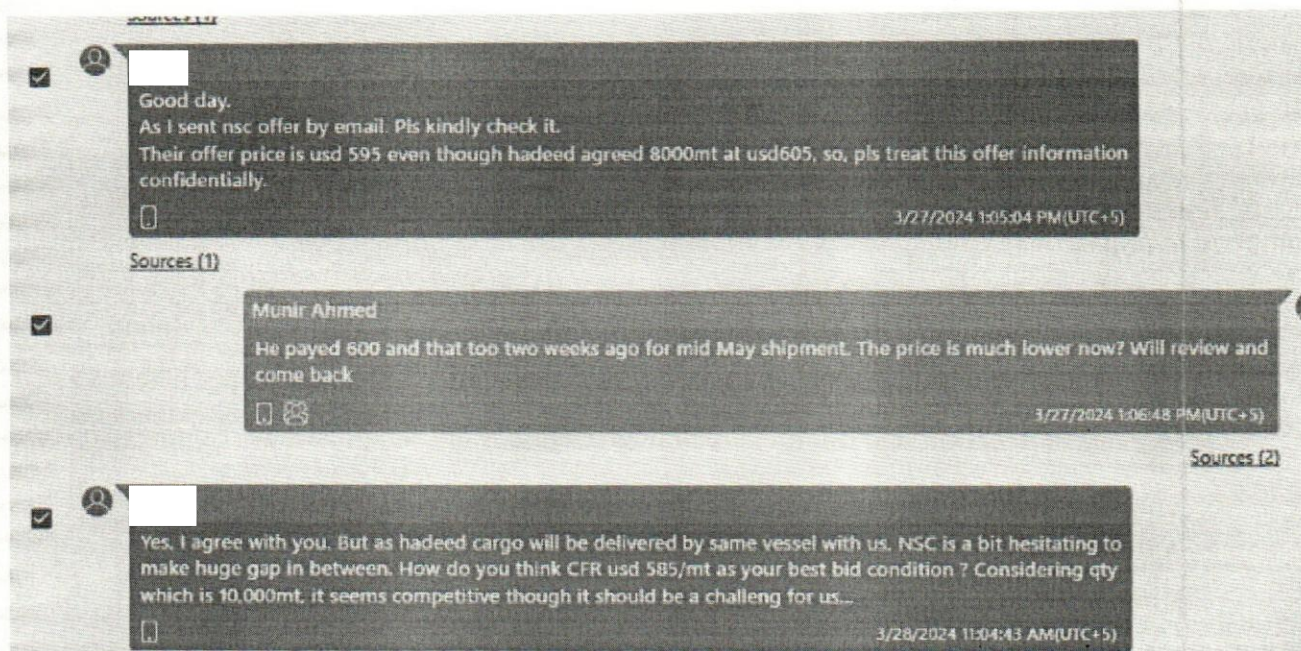 Sources (1)
Good day.
As I sent nsc offer by email. Pls kindly check it.
Their offer price is usd 595 even though hadeed agreed 8000mt at usd605, so, pls treat this offer information
confidentially.
3/27/2024 1:05:04 PM(UTC+5)
Sources (1)
Munir Ahmed
He payed 600 and that too two weeks ago for mid May shipment. The price is much lower now? Will review and
come back
3/27/2024 1:06:48 PM(UTC+5)
Sources (2)
Yes, I agree with you. But as hadeed cargo will be delivered by same vessel with us. NSC is a bit hesitating to
make huge gap in between. How do you think CFR usd 585/mt as your best bid condition ? Considering qty
which is 10,000mt, it seems competitive though it should be a challeng for us...
3/28/2024 11:04:43 AM(UTC+5)